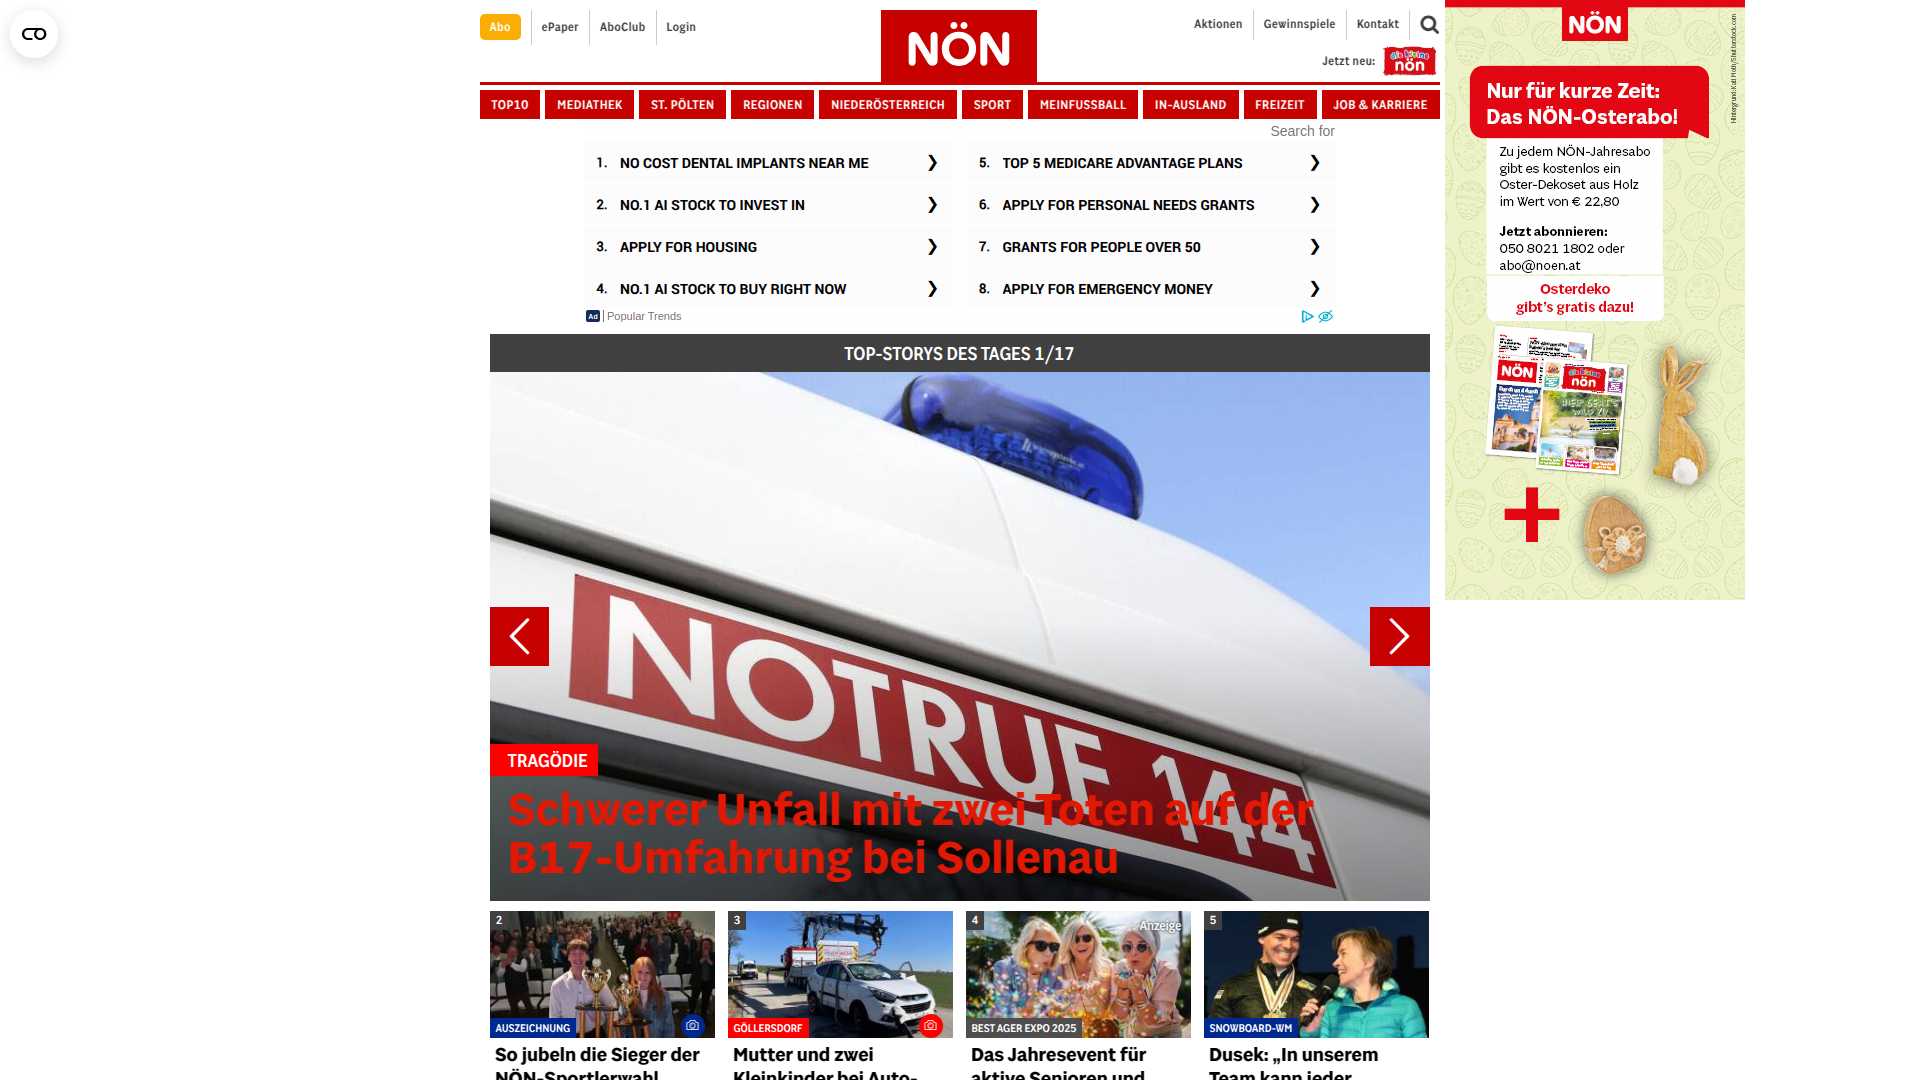 Abo
ePaper
AboClub
Login
NÖN
Aktionen
Gewinnspiele
Kontakt
Jetzt neu:
die kleine
nön
TOP10
MEDIATHEK
ST. PÖLTEN
REGIONEN
NIEDERÖSTERREICH
SPORT
MEINFUSSBALL
IN-AUSLAND
FREIZEIT
JOB & KARRIERE
Search for
1. NO COST DENTAL IMPLANTS NEAR ME
2. NO.1 AI STOCK TO INVEST IN
3. APPLY FOR HOUSING
4. NO.1 AI STOCK TO BUY RIGHT NOW
5. TOP 5 MEDICARE ADVANTAGE PLANS
6. APPLY FOR PERSONAL NEEDS GRANTS
7. GRANTS FOR PEOPLE OVER 50
8. APPLY FOR EMERGENCY MONEY
Ad | Popular Trends
TOP-STORYS DES TAGES 1/17
NOTRUF 144
TRAGÖDIE
Schwerer Unfall mit zwei Toten auf der
B17-Umfahrung bei Sollenau
2
AUSZEICHNUNG
So jubeln die Sieger der
NÖN-Sportlerwahl
3
GÖLLERSDORF
Mutter und zwei
Kleinkinder bei Auto-
4
Anzeige
BEST AGER EXPO 2025
Das Jahresevent für
aktive Senioren und
5
SNOWBOARD-WM
Dusek: „In unserem
Team kann jeder
NÖN
Nur für kurze Zeit:
Das NÖN-Osterabo!
Zu jedem NÖN-Jahresabo
gibt es kostenlos ein
Oster-Dekoset aus Holz
im Wert von € 22,80
Jetzt abonnieren:
050 8021 1802 oder
abo@noen.at
Osterdeko
gibt's gratis dazu!
NÖN
die kleine
nön
+